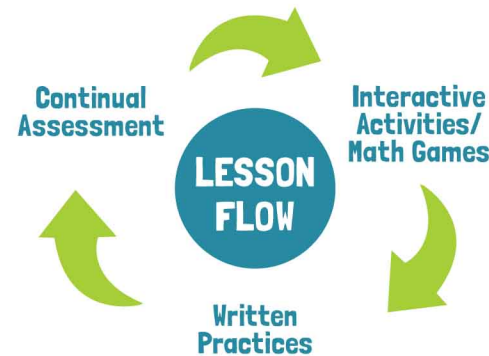 Continual
Assessment
Interactive
Activities/
Math Games
LESSON
FLOW
Written
Practices